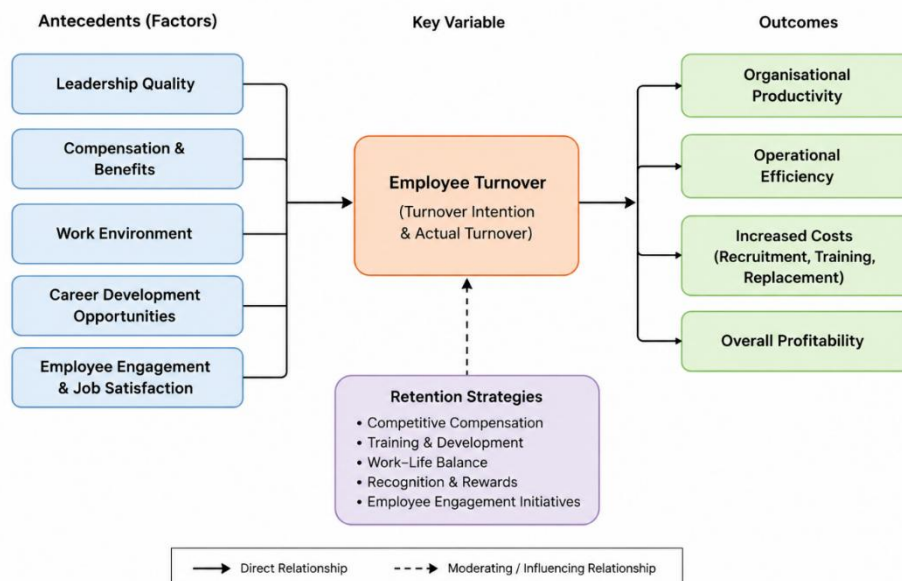 Antecedents (Factors)
Key Variable
Outcomes
Leadership Quality
Compensation &
Benefits
Work Environment
Career Development
Opportunities
Employee Engagement
& Job Satisfaction
Employee Turnover
(Turnover Intention
& Actual Turnover)
Retention Strategies
• Competitive Compensation
• Training & Development
• Work–Life Balance
• Recognition & Rewards
• Employee Engagement Initiatives
Organisational
Productivity
Operational
Efficiency
Increased Costs
(Recruitment, Training,
Replacement)
Overall Profitability
Direct Relationship
Moderating / Influencing Relationship